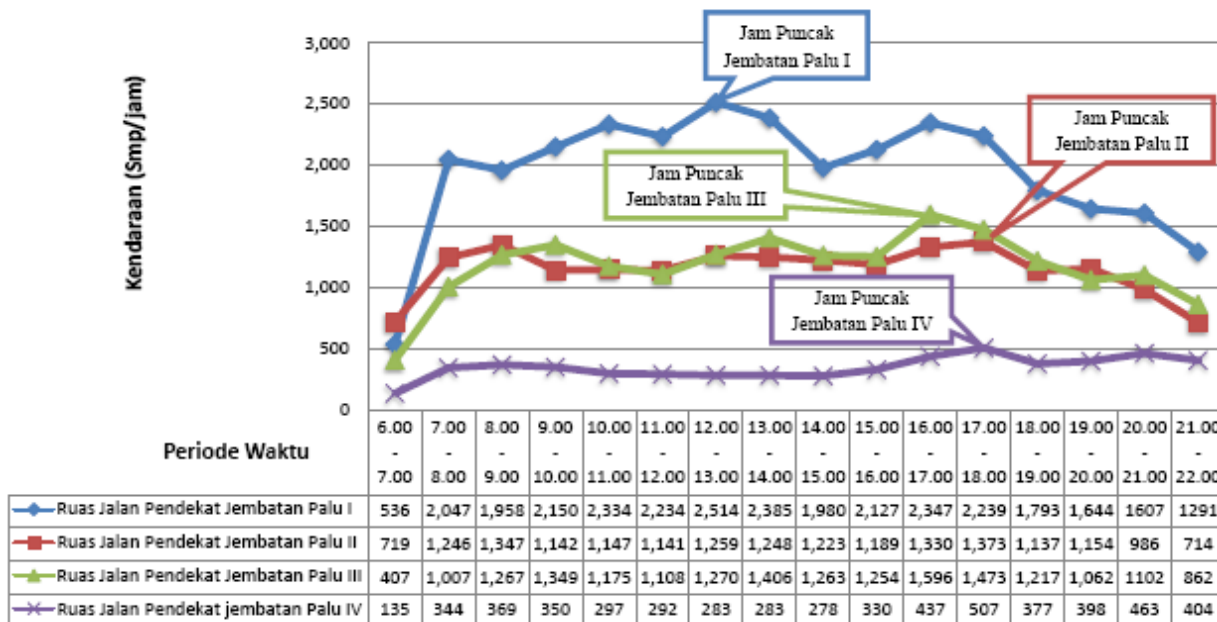 Jam Puncak
Jembatan Palu I
Jam Puncak
Jembatan Palu II
Jam Puncak
Jembatan Palu III
Jam Puncak
Jembatan Palu IV
Kendaraan (Smp/jam)
3,000
2,500
2,000
1,500
1,000
500
0
Periode Waktu
6.00 7.00 8.00 9.00 10.00 11.00 12.00 13.00 14.00 15.00 16.00 17.00 18.00 19.00 20.00 21.00
- - - - - - - - - - - - - - - -
7.00 8.00 9.00 10.00 11.00 12.00 13.00 14.00 15.00 16.00 17.00 18.00 19.00 20.00 21.00 22.00
Ruas Jalan Pendekat Jembatan Palu I 536 2,047 1,958 2,150 2,334 2,234 2,514 2,385 1,980 2,127 2,347 2,239 1,793 1,644 1607 1291
Ruas Jalan Pendekat Jembatan Palu II 719 1,246 1,347 1,142 1,147 1,141 1,259 1,248 1,223 1,189 1,330 1,373 1,137 1,154 986 714
Ruas Jalan Pendekat Jembatan Palu III 407 1,007 1,267 1,349 1,175 1,108 1,270 1,406 1,263 1,254 1,596 1,473 1,217 1,062 1102 862
Ruas Jalan Pendekat jembatan Palu IV 135 344 369 350 297 292 283 283 278 330 437 507 377 398 463 404